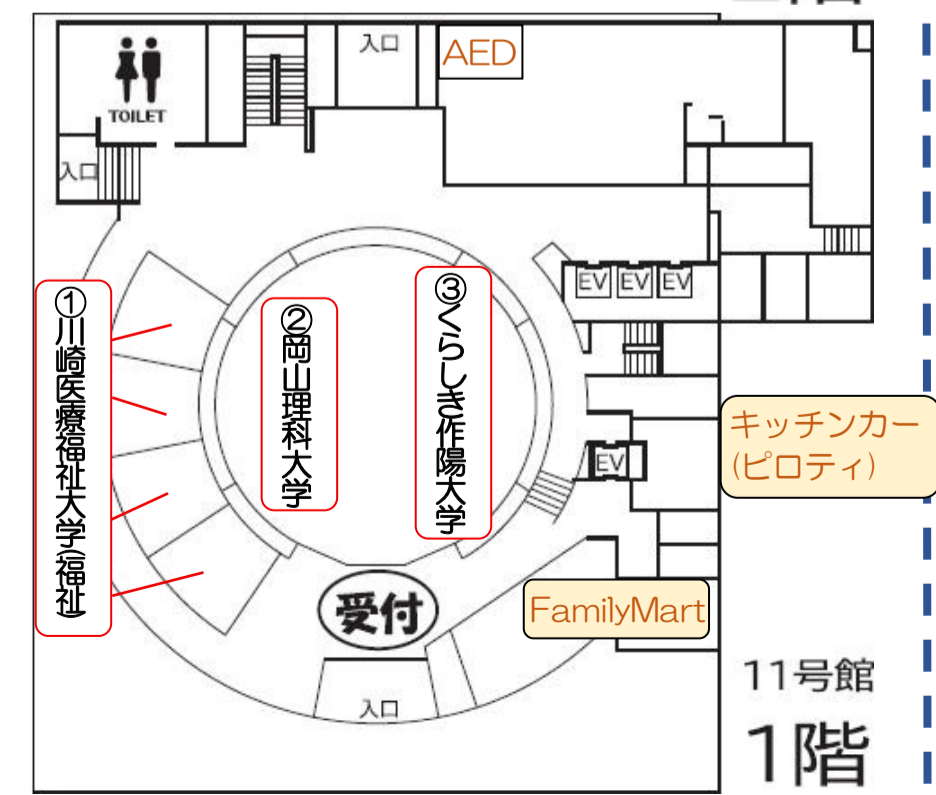 入口
AED
TOILET
入口
EV
EV
EV
①川崎医療福祉大学(福祉)
②岡山理科大学
③くらしき作陽大学
キッチンカー
(ピロティ)
EV
受付
FamilyMart
入口
11号館
1階